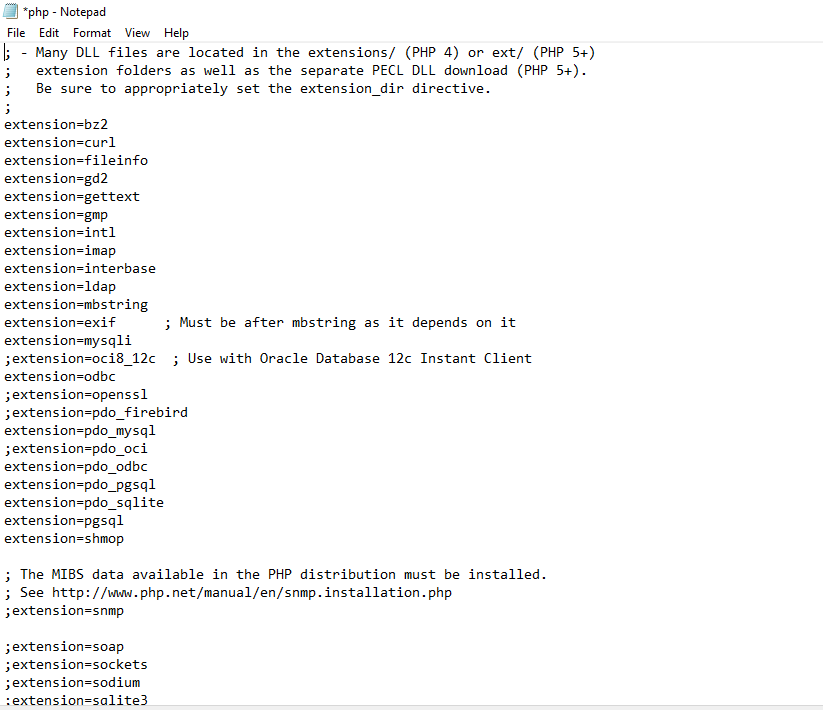 *php - Notepad
File Edit Format View Help
; - Many DLL files are located in the extensions/ (PHP 4) or ext/ (PHP 5+)
;   extension folders as well as the separate PECL DLL download (PHP 5+).
;   Be sure to appropriately set the extension_dir directive.
;
extension=bz2
extension=curl
extension=fileinfo
extension=gd2
extension=gettext
extension=gmp
extension=intl
extension=imap
extension=interbase
extension=ldap
extension=mbstring
extension=exif      ; Must be after mbstring as it depends on it
extension=mysqli
;extension=oci8_12c  ; Use with Oracle Database 12c Instant Client
extension=odbc
;extension=openssl
;extension=pdo_firebird
extension=pdo_mysql
;extension=pdo_oci
extension=pdo_odbc
extension=pdo_pgsql
extension=pdo_sqlite
extension=pgsql
extension=shmop
; The MIBS data available in the PHP distribution must be installed.
; See http://www.php.net/manual/en/snmp.installation.php
;extension=snmp
;extension=soap
;extension=sockets
;extension=sodium
;extension=sqlite3